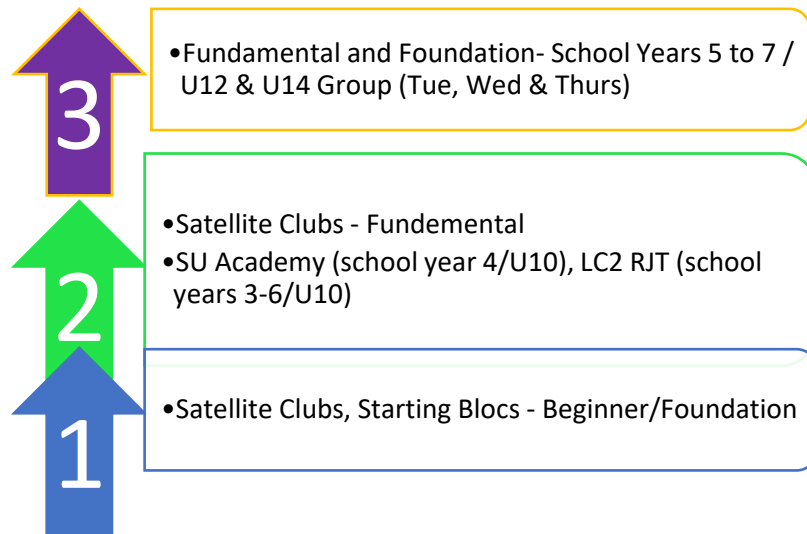 3
•Fundamental and Foundation- School Years 5 to 7 /
U12 & U14 Group (Tue, Wed & Thurs)
2
•Satellite Clubs - Fundemental
•SU Academy (school year 4/U10), LC2 RJT (school
years 3-6/U10)
1
•Satellite Clubs, Starting Blocs - Beginner/Foundation